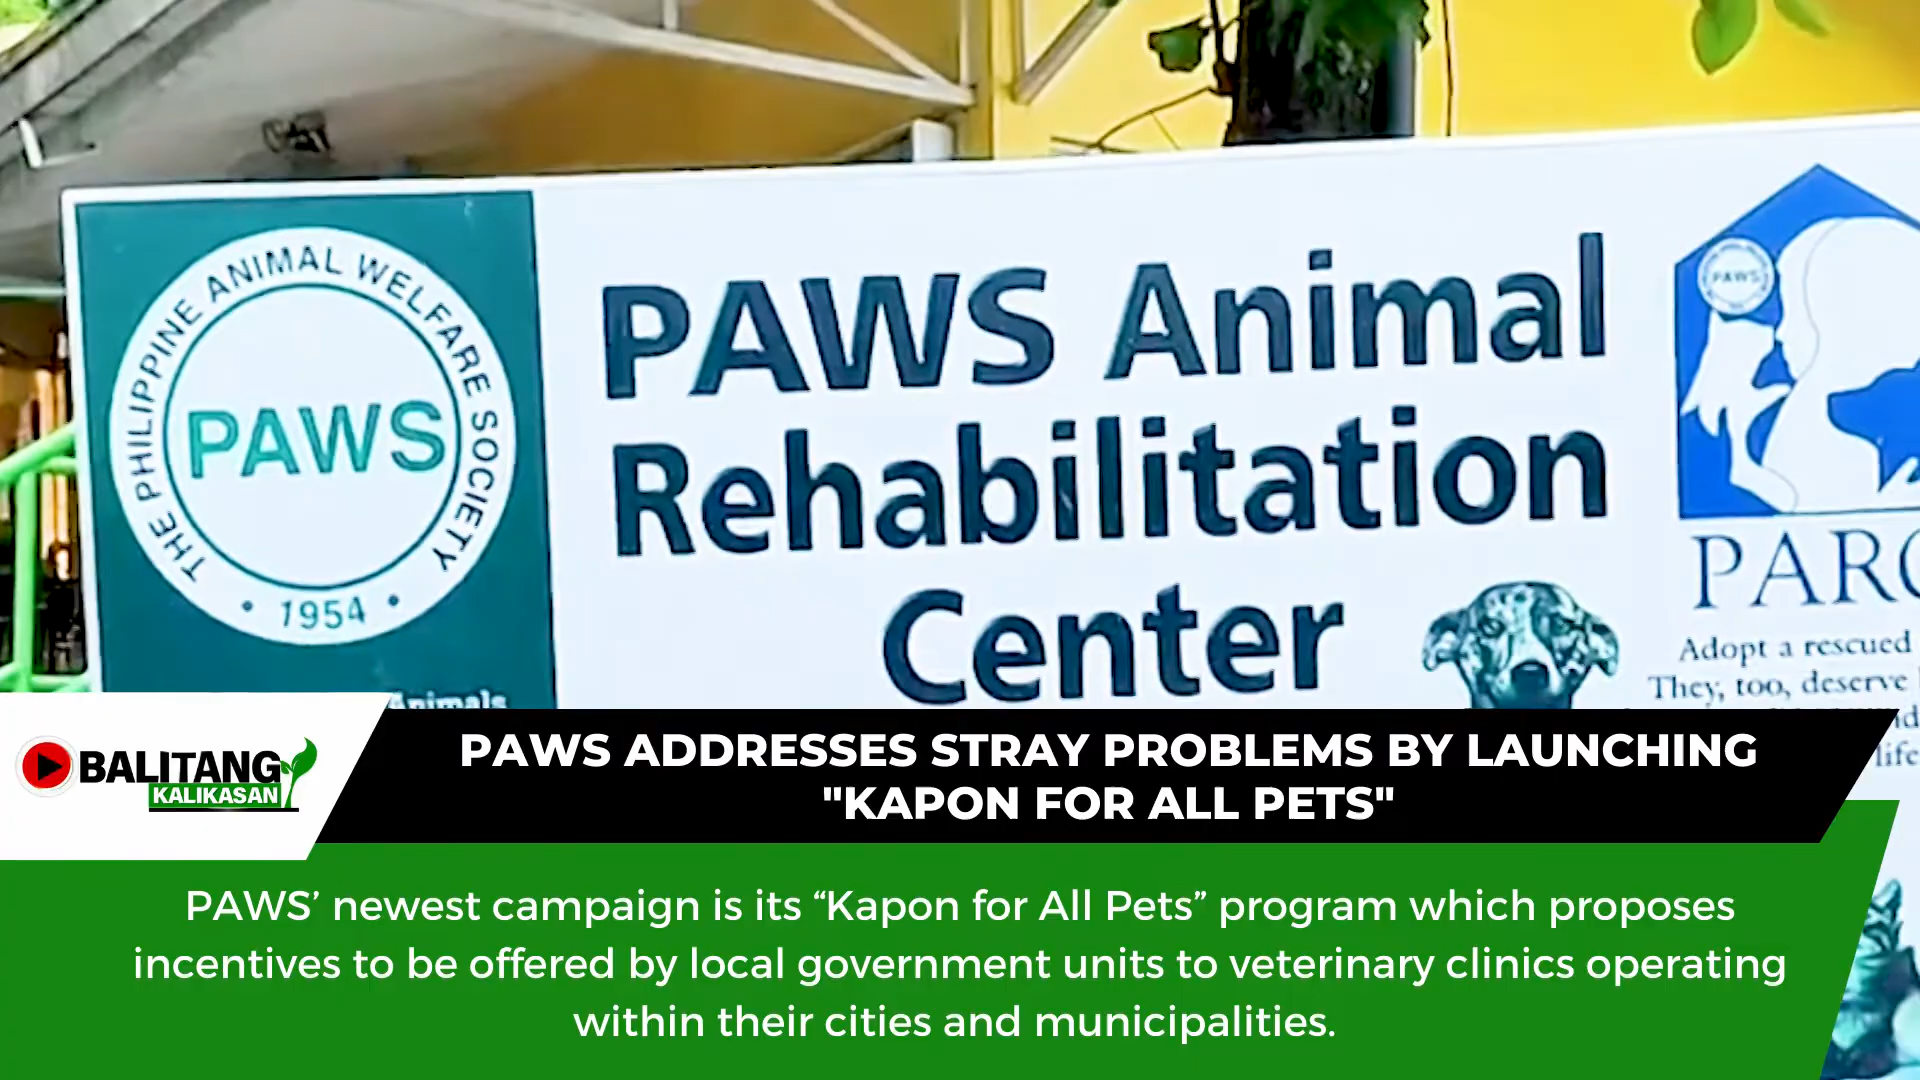 THE PHILIPPINE ANIMAL WELFARE SOCIETY
PAWS
• 1954 •
Animals
PAWS Animal
Rehabilitation
Center
PAWS
Adopt a rescued
They, too, deserve
life
BALITANG
KALIKASAN
PAWS ADDRESSES STRAY PROBLEMS BY LAUNCHING
"KAPON FOR ALL PETS"
PAWS’ newest campaign is its “Kapon for All Pets” program which proposes
incentives to be offered by local government units to veterinary clinics operating
within their cities and municipalities.